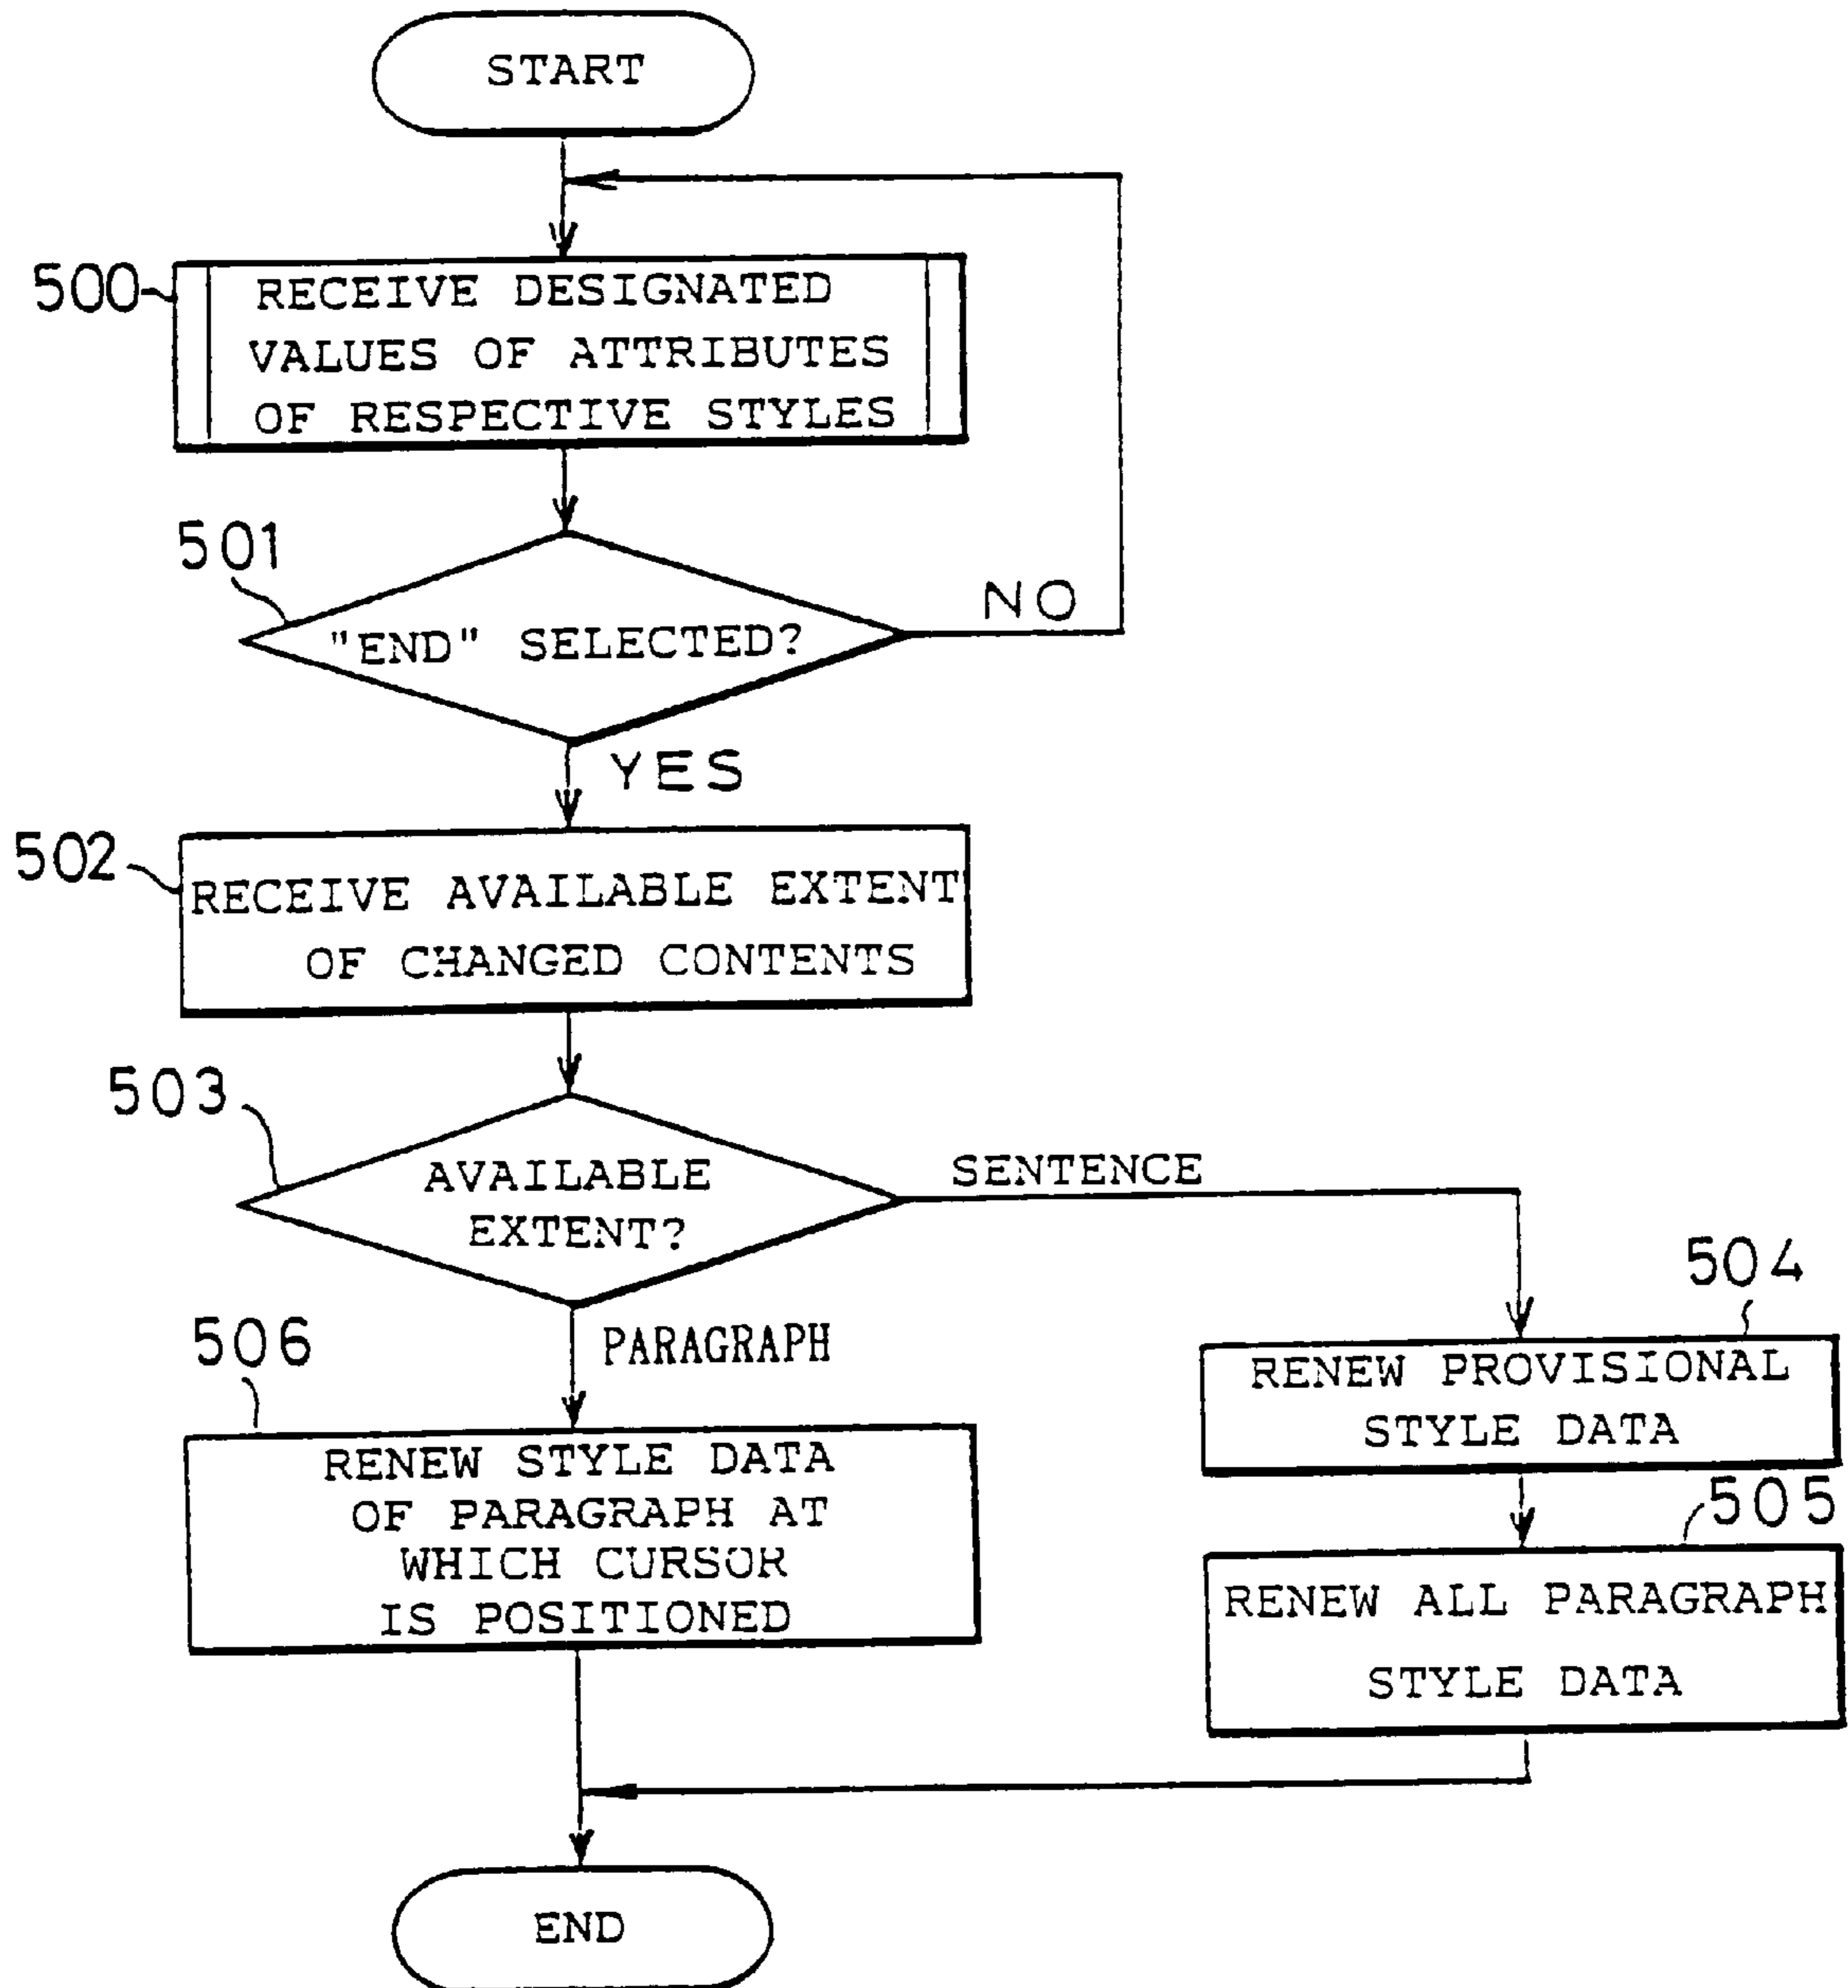 START
500
RECEIVE DESIGNATED
VALUES OF ATTRIBUTES
OF RESPECTIVE STYLES
501
"END" SELECTED?
NO
YES
502
RECEIVE AVAILABLE EXTENT
OF CHANGED CONTENTS
503
AVAILABLE
EXTENT?
SENTENCE
PARAGRAPH
504
RENEW PROVISIONAL
STYLE DATA
505
RENEW ALL PARAGRAPH
STYLE DATA
506
RENEW STYLE DATA
OF PARAGRAPH AT
WHICH CURSOR
IS POSITIONED
END